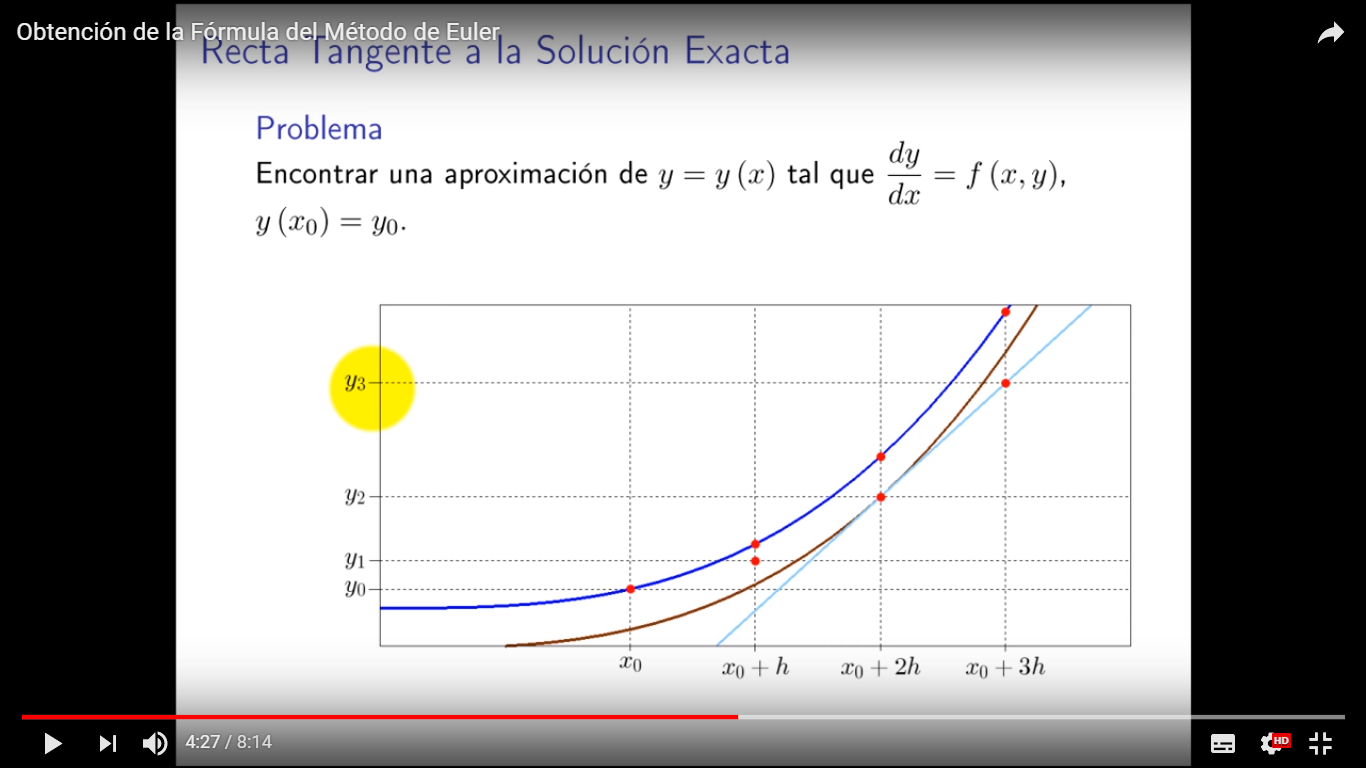 Obtención de la Fórmula del Método de Euler
Recta Tangente a la Solución Exacta
Problema
Encontrar una aproximación de y = y (x) tal que dy/dx = f (x, y),
y (x₀) = y₀.
y₃
y₂
y₁
y₀
x₀ x₀ + h x₀ + 2h x₀ + 3h
4:27 / 8:14 HD